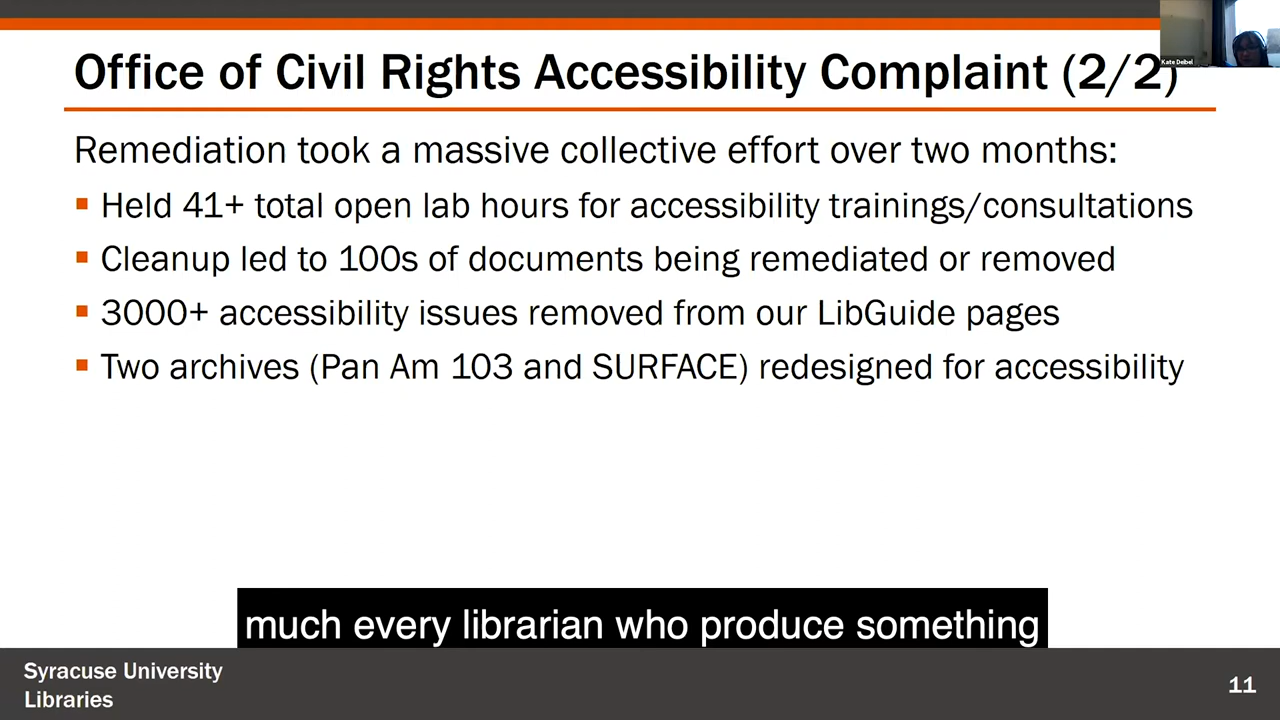 Office of Civil Rights Accessibility Complaint (2/2)
Kate Deibel
Remediation took a massive collective effort over two months:
Held 41+ total open lab hours for accessibility trainings/consultations
Cleanup led to 100s of documents being remediated or removed
3000+ accessibility issues removed from our LibGuide pages
Two archives (Pan Am 103 and SURFACE) redesigned for accessibility
much every librarian who produce something
Syracuse University
Libraries
11